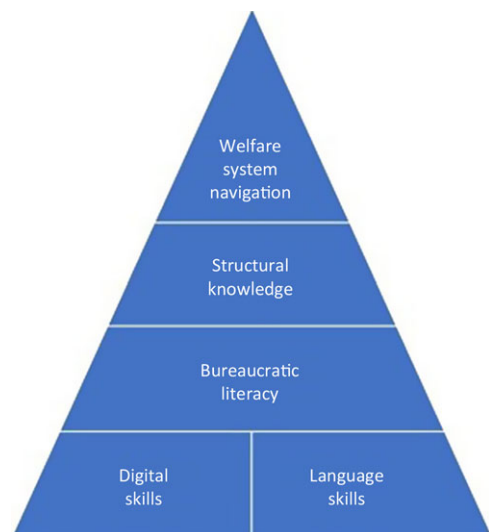 Welfare
system
navigation
Structural
knowledge
Bureaucratic
literacy
Digital
skills
Language
skills